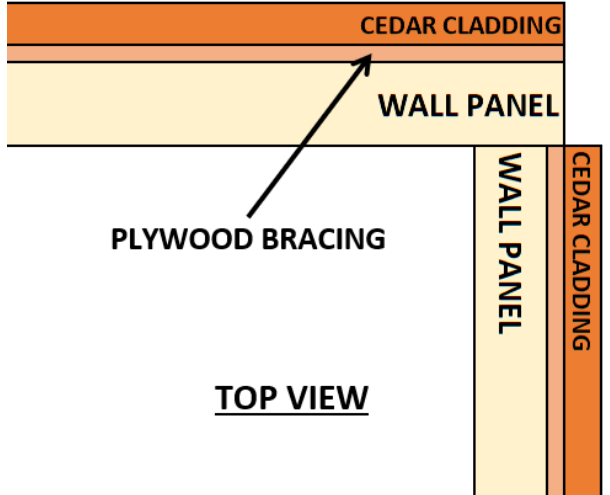 CEDAR CLADDING
WALL PANEL
PLYWOOD BRACING
WALL PANEL
CEDAR CLADDING
TOP VIEW